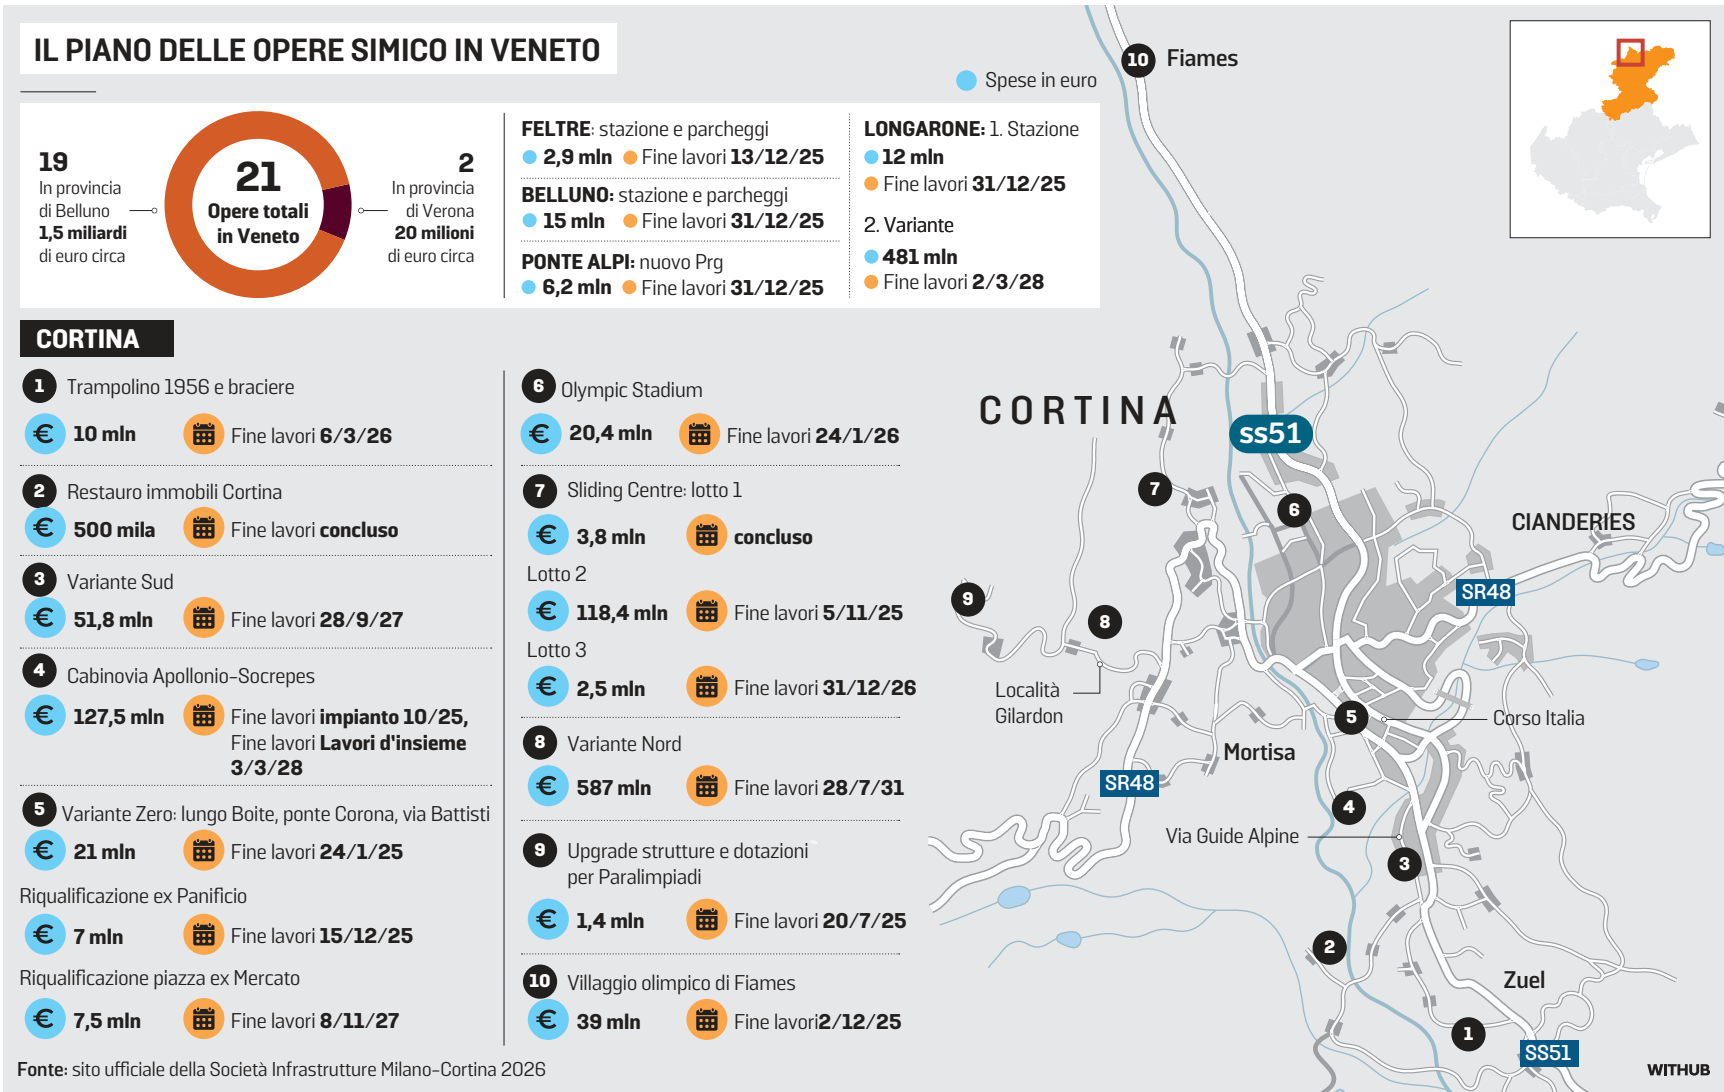 IL PIANO DELLE OPERE SIMICO IN VENETO
Spese in euro
19
In provincia
di Belluno
1,5 miliardi
di euro circa
21
Opere totali
in Veneto
2
In provincia
di Verona
20 milioni
di euro circa
FELTRE: stazione e parcheggi
2,9 mln Fine lavori 13/12/25
BELLUNO: stazione e parcheggi
15 mln Fine lavori 31/12/25
PONTE ALPI: nuovo Prg
6,2 mln Fine lavori 31/12/25
LONGARONE: 1. Stazione
12 mln
Fine lavori 31/12/25
2. Variante
481 mln
Fine lavori 2/3/28
CORTINA
1 Trampolino 1956 e braciere
€ 10 mln Fine lavori 6/3/26
2 Restauro immobili Cortina
€ 500 mila Fine lavori concluso
3 Variante Sud
€ 51,8 mln Fine lavori 28/9/27
4 Cabinovia Apollonio-Socrepes
€ 127,5 mln Fine lavori impianto 10/25,
Fine lavori Lavori d'insieme
3/3/28
5 Variante Zero: lungo Boite, ponte Corona, via Battisti
€ 21 mln Fine lavori 24/1/25
Riqualificazione ex Panificio
€ 7 mln Fine lavori 15/12/25
Riqualificazione piazza ex Mercato
€ 7,5 mln Fine lavori 8/11/27
6 Olympic Stadium
€ 20,4 mln Fine lavori 24/1/26
7 Sliding Centre: lotto 1
€ 3,8 mln concluso
Lotto 2
€ 118,4 mln Fine lavori 5/11/25
Lotto 3
€ 2,5 mln Fine lavori 31/12/26
8 Variante Nord
€ 587 mln Fine lavori 28/7/31
9 Upgrade strutture e dotazioni
per Paralimpiadi
€ 1,4 mln Fine lavori 20/7/25
10 Villaggio olimpico di Fiames
€ 39 mln Fine lavori2/12/25
10 Fiames
CORTINA
ss51
7
6
CIANDERIES
SR48
9
8
Località
Gilardon
5
Corso Italia
Mortisa
SR48
4
Via Guide Alpine
3
2
Zuel
1
SS51
Fonte: sito ufficiale della Società Infrastrutture Milano-Cortina 2026
WITHUB